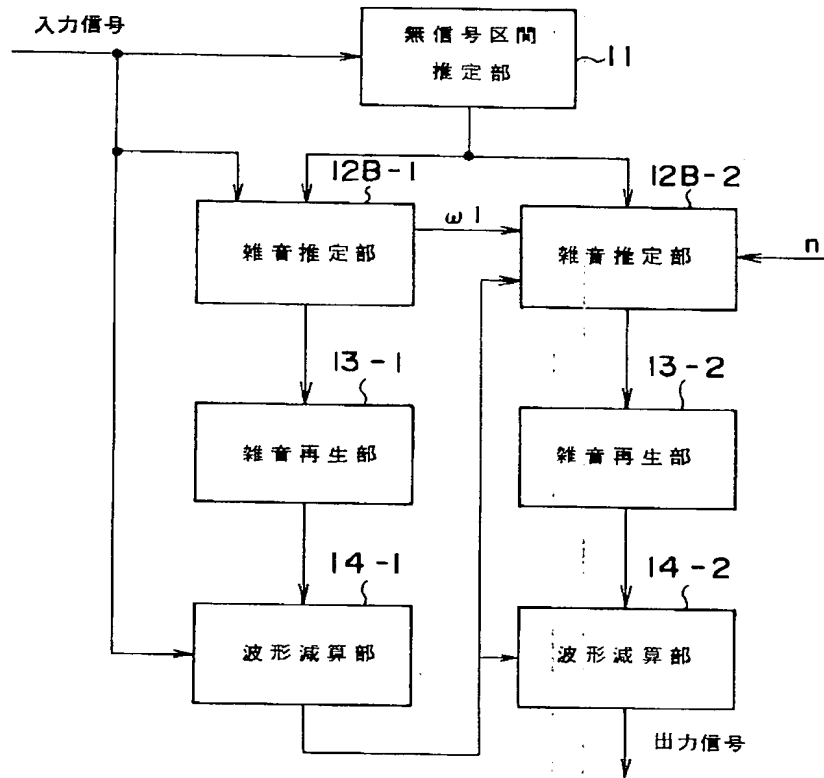 入力信号
無信号区間
推定部
11
12B-1
12B-2
雑音推定部
ω1
雑音推定部
n
13-1
13-2
雑音再生部
雑音再生部
14-1
14-2
波形減算部
波形減算部
出力信号